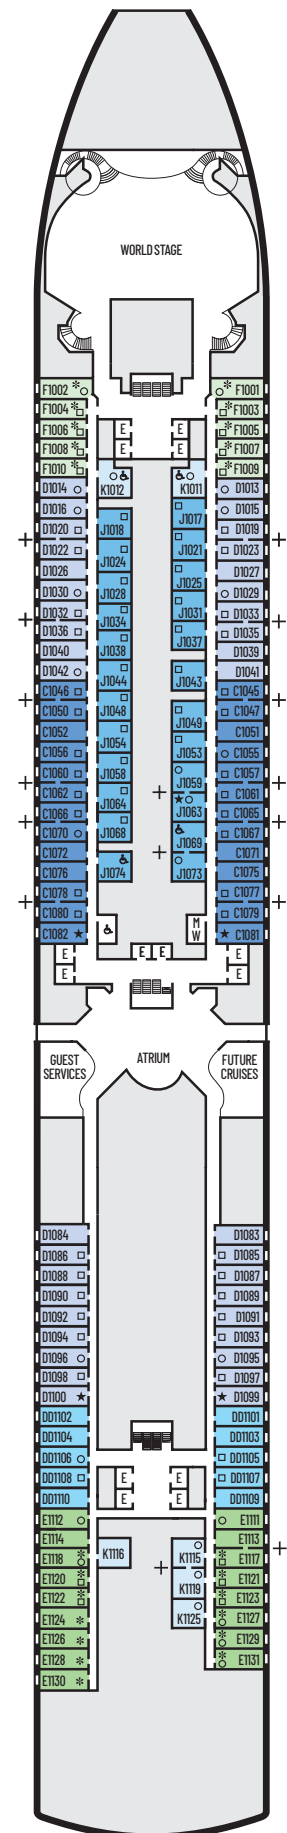 WORLD STAGE
F1002 F1001
F1004 F1003
F1006 E E F1005
F1008 E E F1007
F1010 F1009
D1014 K1012 K1011 D1013
D1016 J1017 D1015
D1020 J1018 D1019
D1022 J1021 D1023
D1026 J1024 J1025 D1027
D1030 J1028 D1029
D1032 J1034 J1031 D1033
D1036 J1037 D1035
D1040 J1038 D1039
D1042 J1044 J1043 D1041
C1046 C1045
C1050 J1048 J1049 C1047
C1052 C1051
C1056 J1054 J1053 C1055
C1060 J1058 J1059 C1057
C1062 J1064 J1063 C1061
C1066 C1065
C1070 J1068 J1069 C1067
C1072 C1071
C1076 J1074 J1073 C1075
C1078 C1077
C1080 M C1079
C1082 W C1081
E E E E
E E
GUEST
SERVICES
ATRIUM
FUTURE
CRUISES
D1084 D1083
D1086 D1085
D1088 D1087
D1090 D1089
D1092 D1091
D1094 D1093
D1096 D1095
D1098 D1097
D1100 D1099
DD1102 DD1101
DD1104 DD1103
DD1106 DD1105
DD1108 E E DD1107
DD1110 E E DD1109
E1112 E1111
E1114 E1113
E1118 K1116 K1115 E1117
E1120 E1121
E1122 K1119 E1123
E1124 K1125 E1127
E1126 E1129
E1128 E1131
E1130